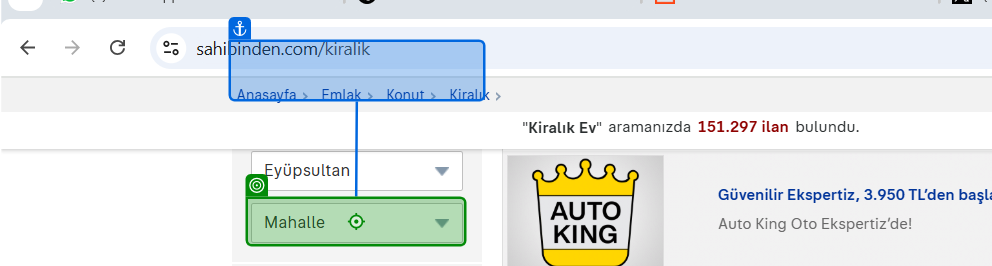 sahibinden.com/kiralik
Anasayfa > Emlak > Konut > Kiralık >
"Kiralık Ev" aramanızda 151.297 ilan bulundu.
Eyüpsultan
Mahalle
AUTO
KING
Güvenilir Ekspertiz, 3.950 TL’den başla
Auto King Oto Ekspertiz’de!